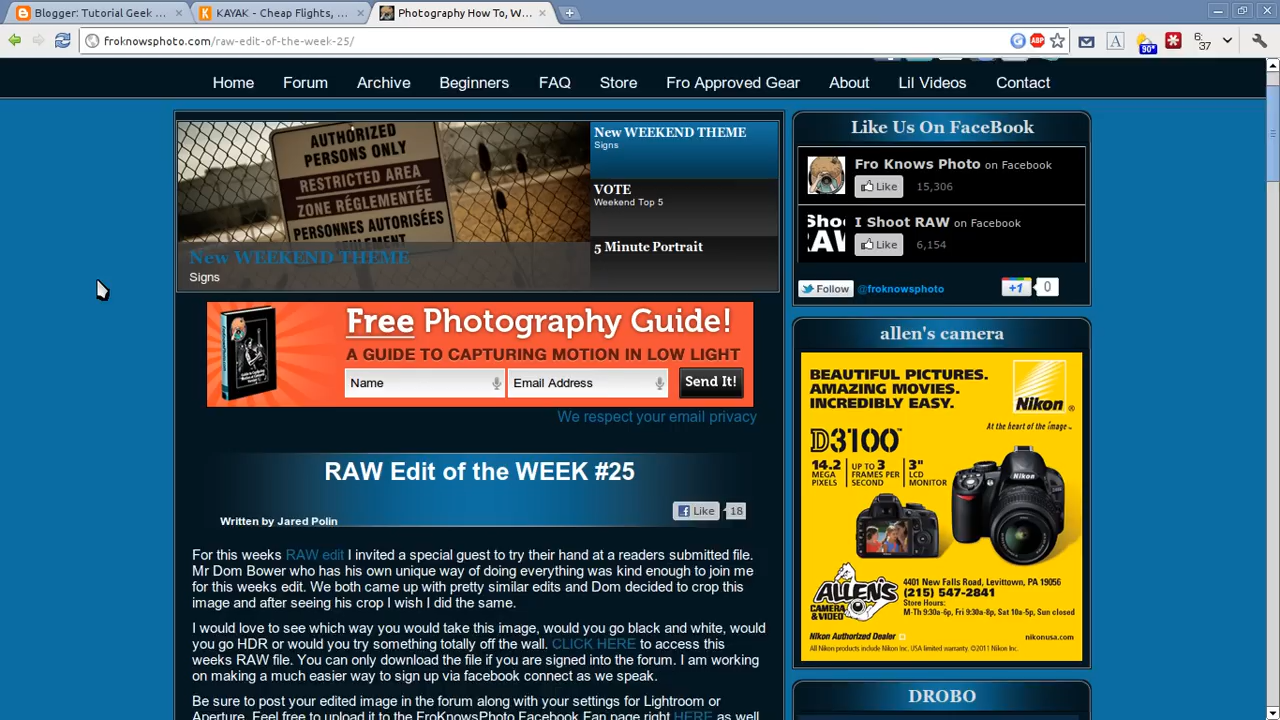 Blogger: Tutorial Geek
KAYAK - Cheap Flights, ...
Photography How To, W...
froknowsphoto.com/raw-edit-of-the-week-25/
ABP
A
90°
6:
37
Home Forum Archive Beginners FAQ Store Fro Approved Gear About Lil Videos Contact
AUTHORIZED
PERSONS ONLY
RESTRICTED AREA
ZONE RÉGLEMENTÉE
PERSONNES AUTORISÉES
SEULEMENT
New WEEKEND THEME
Signs
New WEEKEND THEME
Signs
VOTE
Weekend Top 5
5 Minute Portrait
Free Photography Guide!
A GUIDE TO CAPTURING MOTION IN LOW LIGHT
Name
Email Address
Send It!
We respect your email privacy
RAW Edit of the WEEK #25
Like 18
Written by Jared Polin
For this weeks RAW edit I invited a special guest to try their hand at a readers submitted file.
Mr Dom Bower who has his own unique way of doing everything was kind enough to join me
for this weeks edit. We both came up with pretty similar edits and Dom decided to crop this
image and after seeing his crop I wish I did the same.
I would love to see which way you would take this image, would you go black and white, would
you go HDR or would you try something totally off the wall. CLICK HERE to access this
weeks RAW file. You can only download the file if you are signed into the forum. I am working
on making a much easier way to sign up via facebook connect as we speak.
Be sure to post your edited image in the forum along with your settings for Lightroom or
Aperture. Feel free to upload it to the FroKnowsPhoto Facebook Fan page right HERE as well
Like Us On FaceBook
Fro Knows Photo on Facebook
Like 15,306
Shoo
RAW
I Shoot RAW on Facebook
Like 6,154
Follow @froknowsphoto
+1 0
allen's camera
BEAUTIFUL PICTURES.
AMAZING MOVIES.
INCREDIBLY EASY.
Nikon
At the heart of the image.™
D3100™
14.2
MEGA
PIXELS
UP TO 3
FRAMES PER
SECOND
3"
LCD
MONITOR
ALLEN'S
CAMERA & VIDEO
4401 New Falls Road, Levittown, PA 19056
(215) 547-2841
Store Hours:
M-Th 9:30a-6p, Fri 9:30a-8p, Sat 10a-5p, Sun closed
Nikon Authorized Dealer
nikonusa.com
All Nikon products include Nikon Inc. USA limited warranty. ©2011 Nikon Inc.
DROBO